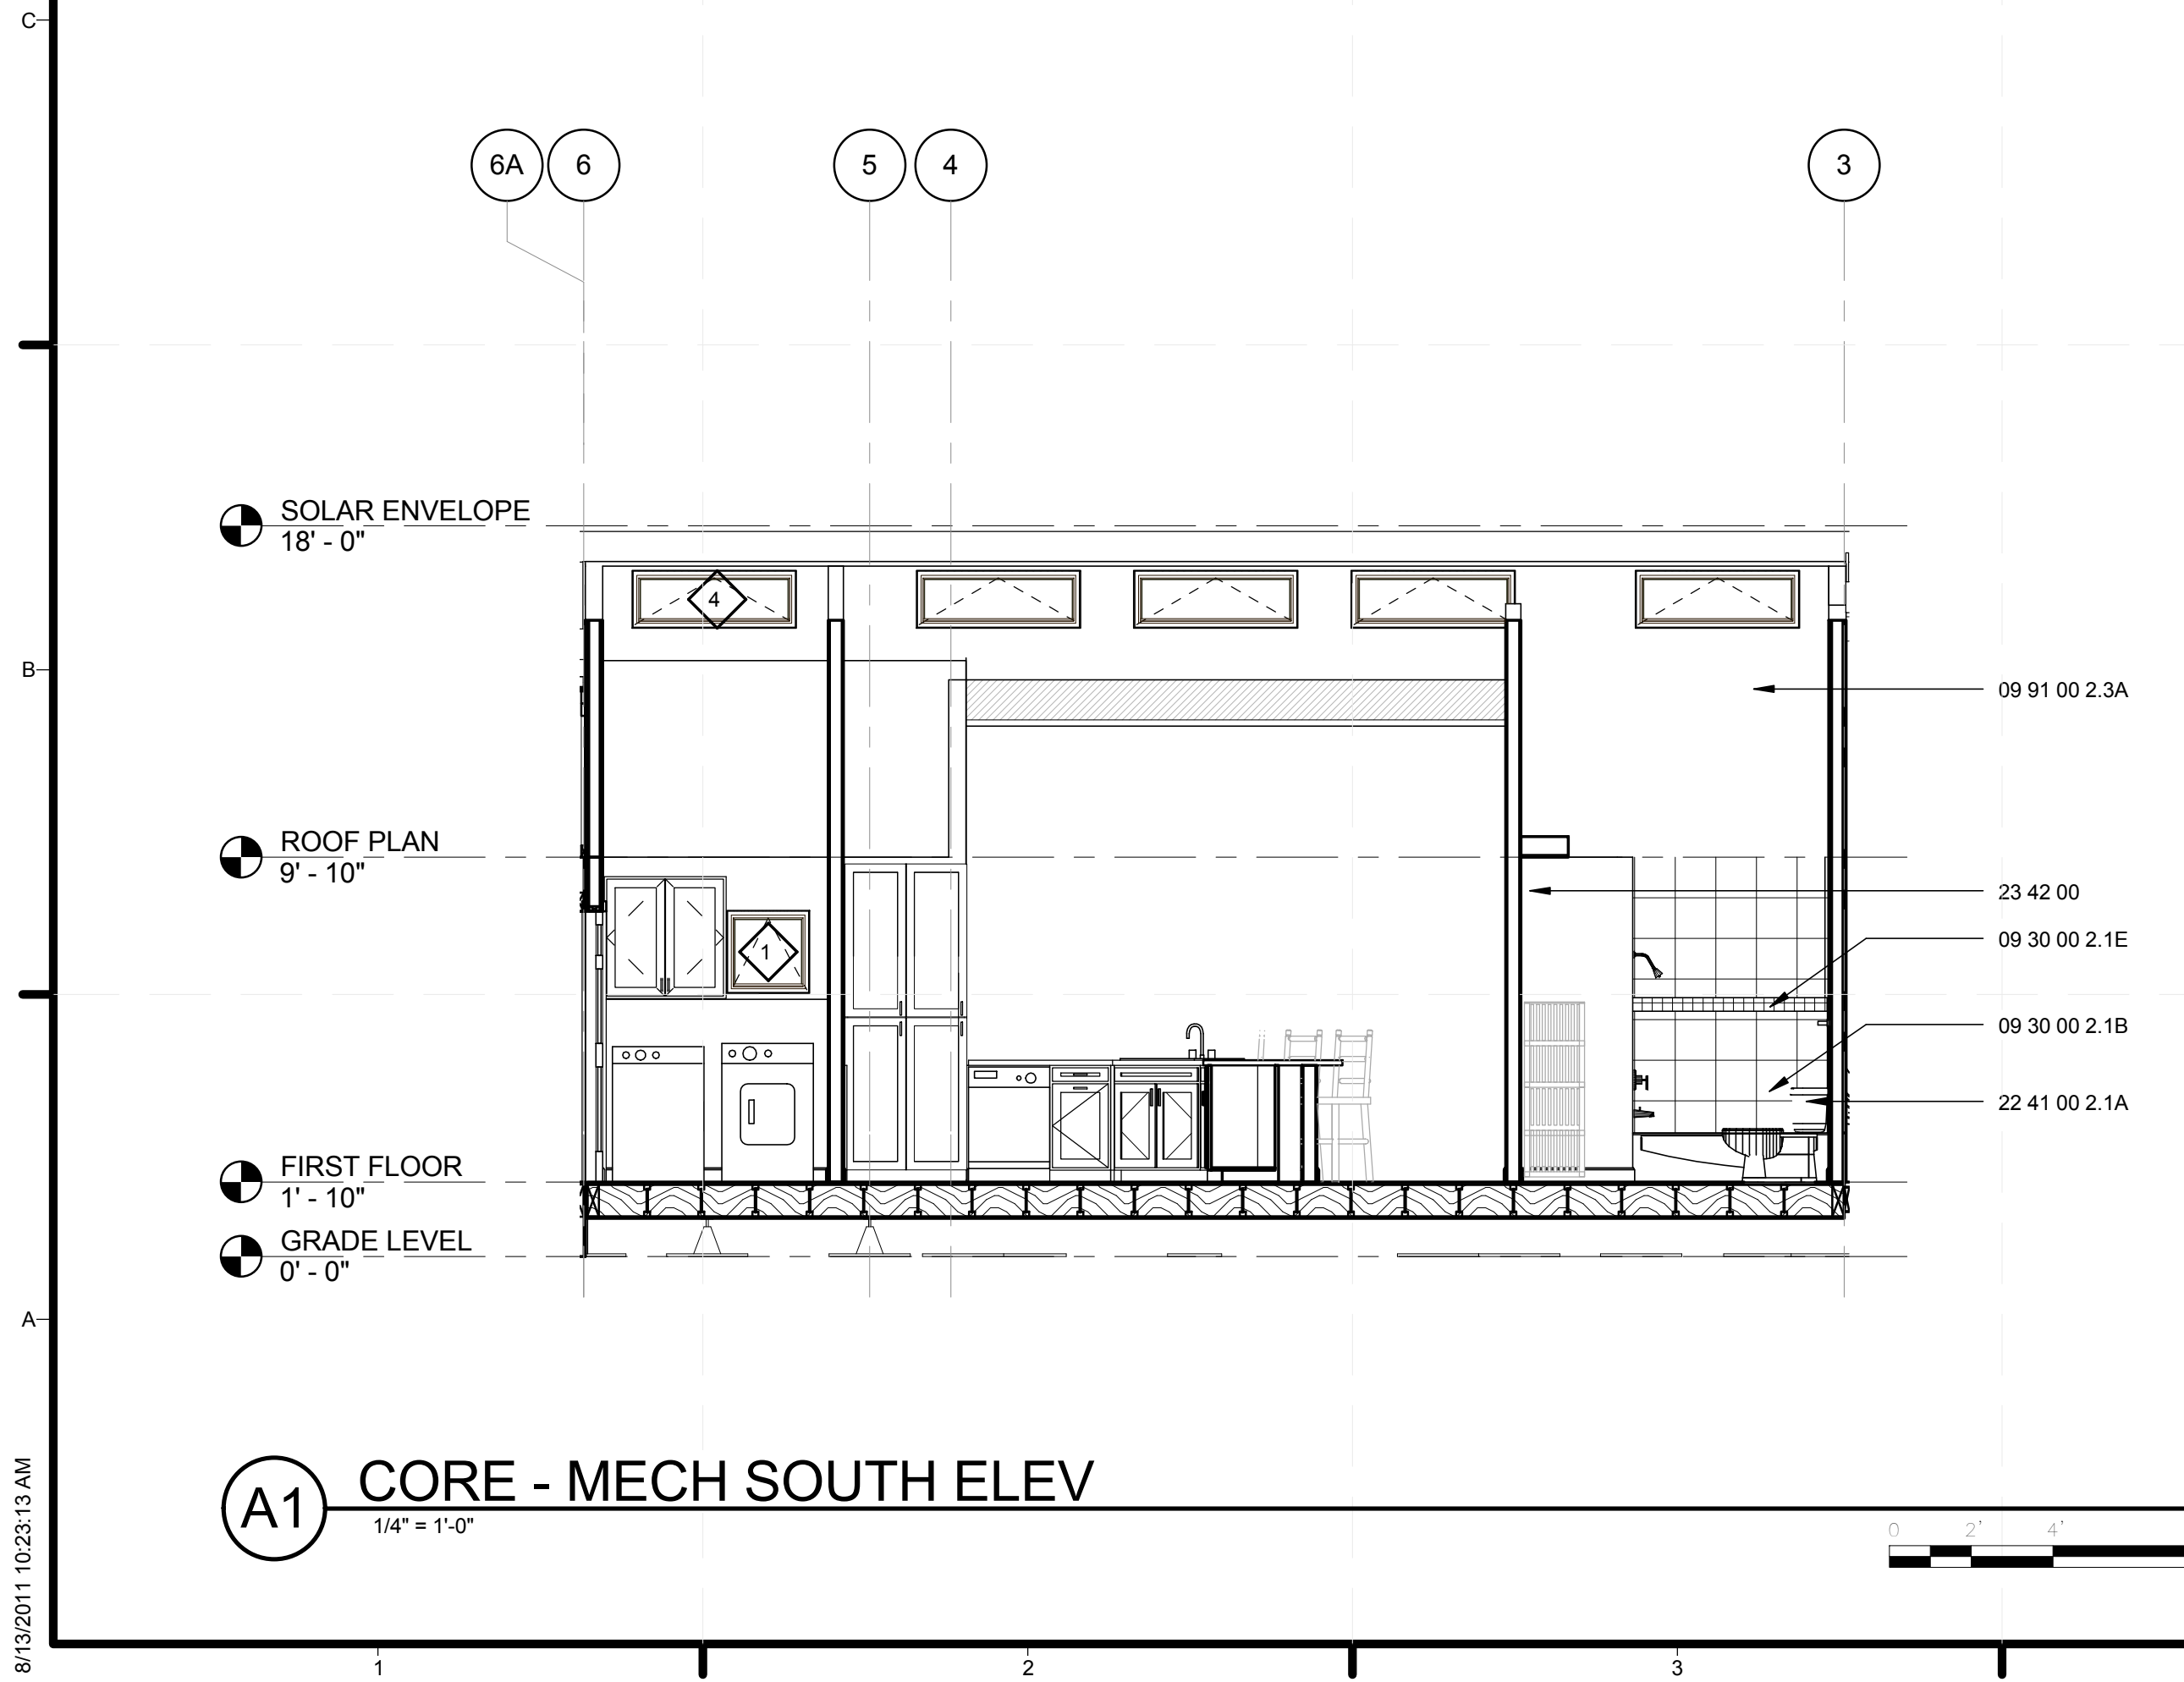 C
6A
6
5
4
3
SOLAR ENVELOPE
18' - 0"
4
B
09 91 00 2.3A
ROOF PLAN
9' - 10"
23 42 00
09 30 00 2.1E
1
09 30 00 2.1B
22 41 00 2.1A
FIRST FLOOR
1' - 10"
GRADE LEVEL
0' - 0"
A
A1
CORE - MECH SOUTH ELEV
1/4" = 1'-0"
0 2' 4'
8/13/2011 10:23:13 AM
1
2
3